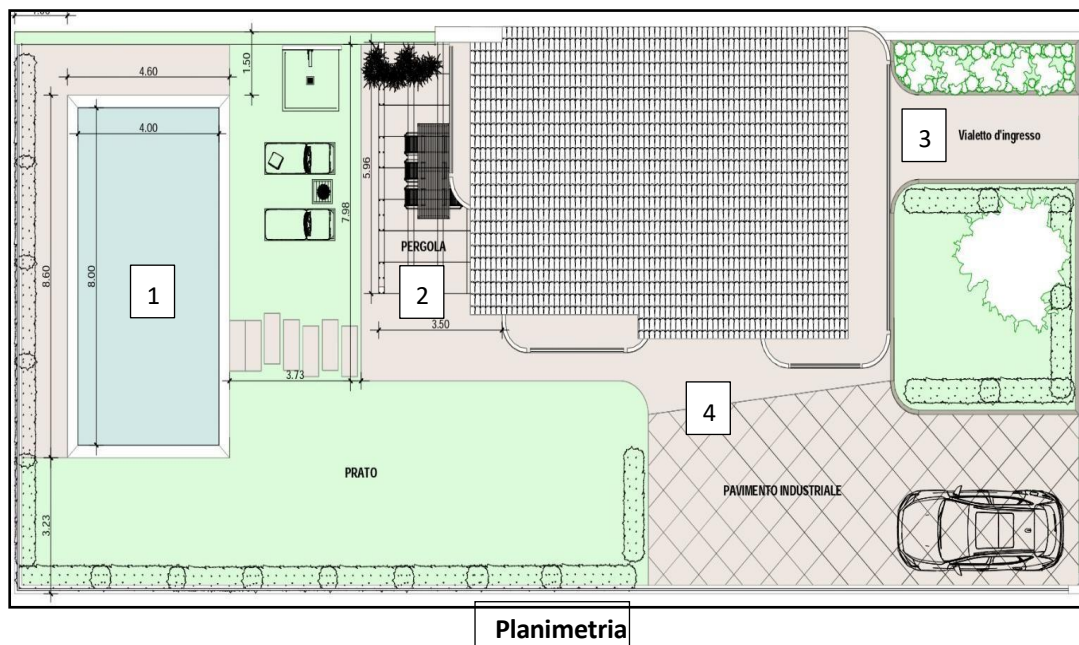 4.60
1.50
4.00
3
Vialetto d'ingresso
5.96
7.98
PERGOLA
8.60
8.00
1
2
3.50
3.73
4
PRATO
PAVIMENTO INDUSTRIALE
3.23
Planimetria